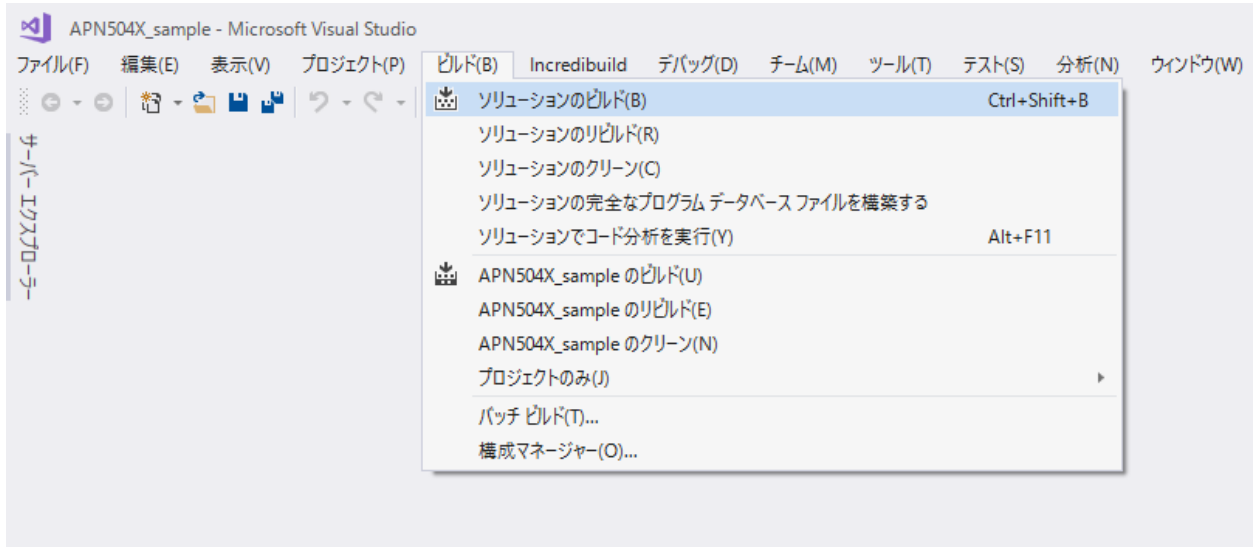 APN504X_sample - Microsoft Visual Studio
ファイル(F) 編集(E) 表示(V) プロジェクト(P) ビルド(B) Incredibuild デバッグ(D) チーム(M) ツール(T) テスト(S) 分析(N) ウィンドウ(W)
サーバー エクスプローラー
ソリューションのビルド(B) Ctrl+Shift+B
ソリューションのリビルド(R)
ソリューションのクリーン(C)
ソリューションの完全なプログラム データベース ファイルを構築する
ソリューションでコード分析を実行(Y) Alt+F11
APN504X_sample のビルド(U)
APN504X_sample のリビルド(E)
APN504X_sample のクリーン(N)
プロジェクトのみ(J)
バッチ ビルド(T)...
構成マネージャー(O)...